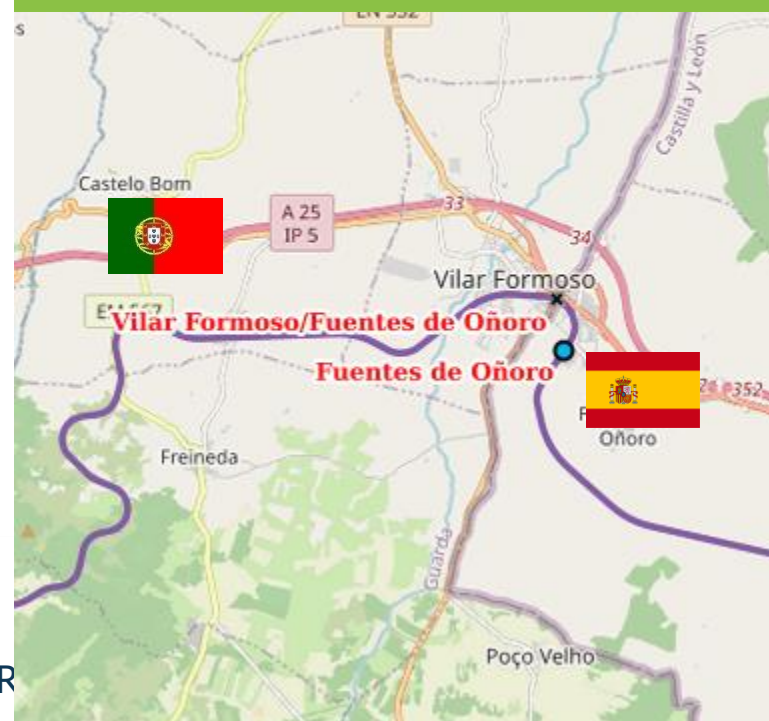 EN 332
s
Castilla y León
Castelo Bom
A 25
IP 5
33
34
Vilar Formoso
Vilar Formoso/Fuentes de Oñoro
Fuentes de Oñoro
352
Oñoro
Freineda
Guarda
Poço Velho
R